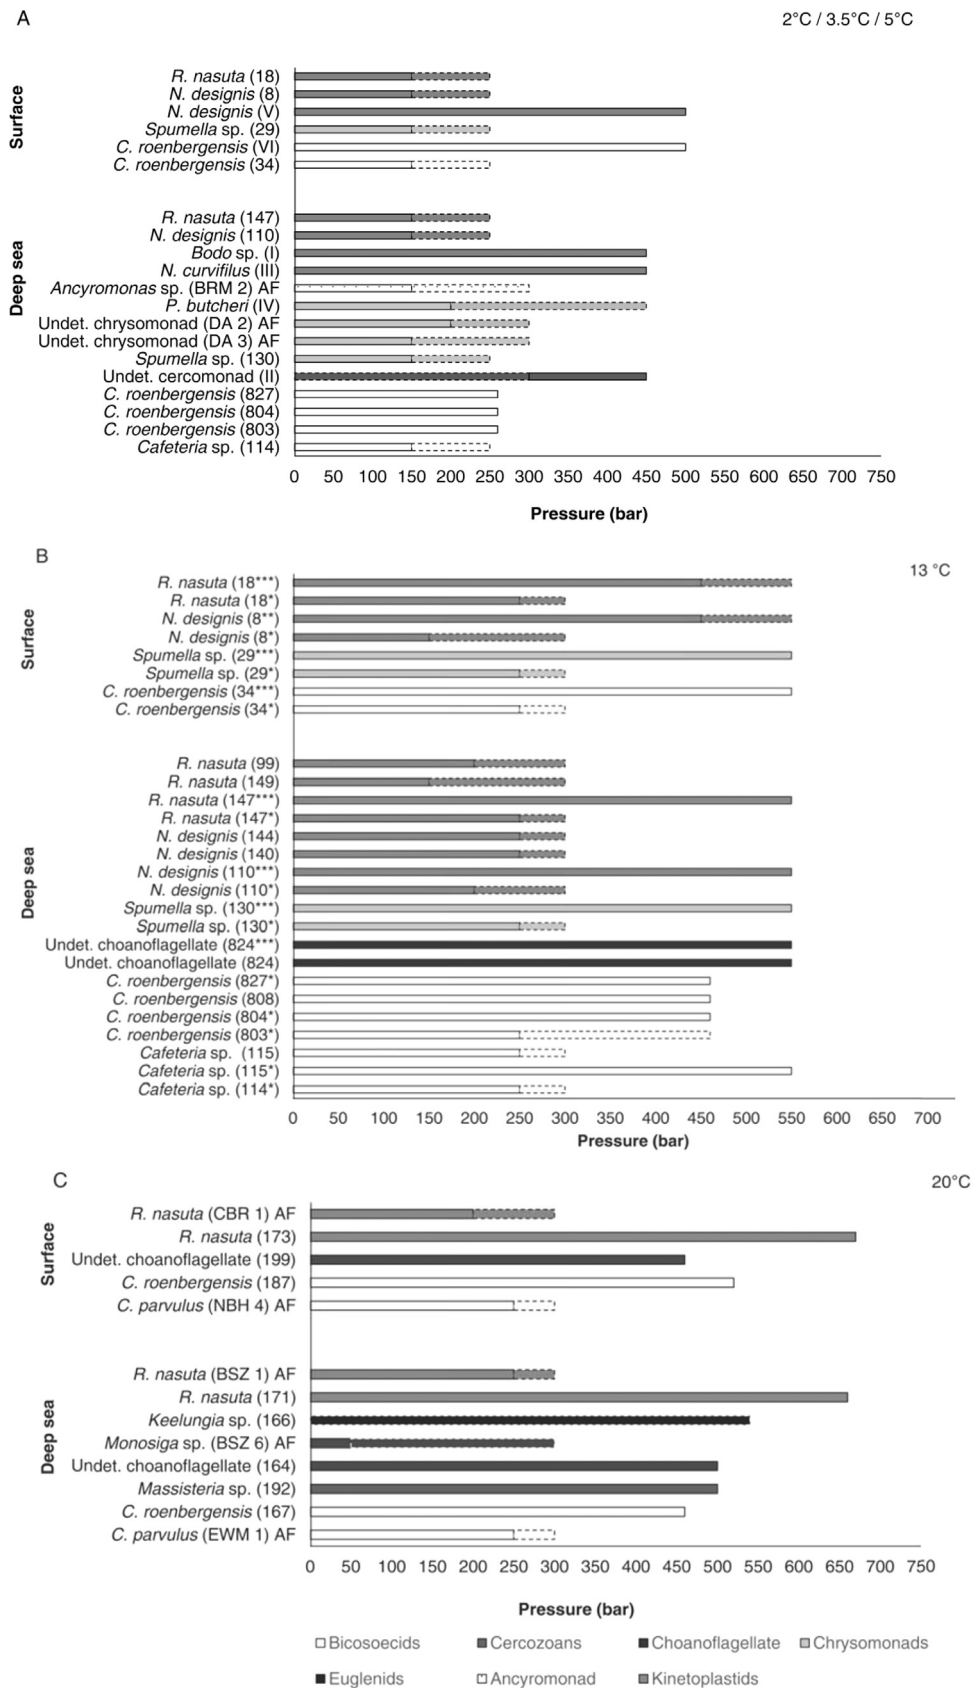 A
2°C / 3.5°C / 5°C
Surface
R. nasuta (18)
N. designis (8)
N. designis (V)
Spumella sp. (29)
C. roenbergensis (VI)
C. roenbergensis (34)
Deep sea
R. nasuta (147)
N. designis (110)
Bodo sp. (I)
N. curvifilus (III)
Ancyromonas sp. (BRM 2) AF
P. butcheri (IV)
Undet. chrysomonad (DA 2) AF
Undet. chrysomonad (DA 3) AF
Spumella sp. (130)
Undet. cercomonad (II)
C. roenbergensis (827)
C. roenbergensis (804)
C. roenbergensis (803)
Cafeteria sp. (114)
0 50 100 150 200 250 300 350 400 450 500 550 600 650 700 750
Pressure (bar)
B
13 °C
Surface
R. nasuta (18***)
R. nasuta (18*)
N. designis (8**)
N. designis (8*)
Spumella sp. (29***)
Spumella sp. (29*)
C. roenbergensis (34***)
C. roenbergensis (34*)
Deep sea
R. nasuta (99)
R. nasuta (149)
R. nasuta (147***)
R. nasuta (147*)
N. designis (144)
N. designis (140)
N. designis (110***)
N. designis (110*)
Spumella sp. (130***)
Spumella sp. (130*)
Undet. choanoflagellate (824***)
Undet. choanoflagellate (824)
C. roenbergensis (827*)
C. roenbergensis (808)
C. roenbergensis (804*)
C. roenbergensis (803*)
Cafeteria sp. (115)
Cafeteria sp. (115*)
Cafeteria sp. (114*)
0 50 100 150 200 250 300 350 400 450 500 550 600 650 700
Pressure (bar)
C
20°C
Surface
R. nasuta (CBR 1) AF
R. nasuta (173)
Undet. choanoflagellate (199)
C. roenbergensis (187)
C. parvulus (NBH 4) AF
Deep sea
R. nasuta (BSZ 1) AF
R. nasuta (171)
Keelungia sp. (166)
Monosiga sp. (BSZ 6) AF
Undet. choanoflagellate (164)
Massisteria sp. (192)
C. roenbergensis (167)
C. parvulus (EWM 1) AF
0 50 100 150 200 250 300 350 400 450 500 550 600 650 700 750
Pressure (bar)
Bicosoecids Cercozoans Choanoflagellate Chrysomonads
Euglenids Ancyromonad Kinetoplastids